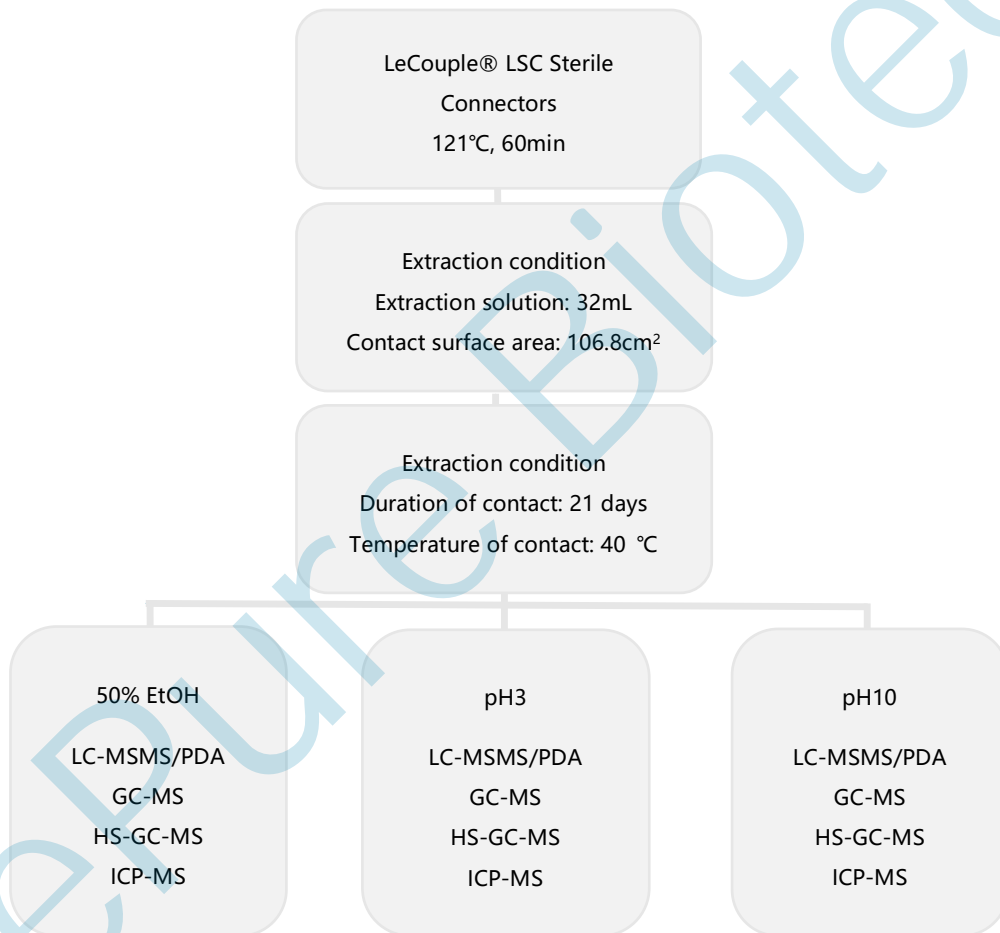 LeCouple® LSC Sterile
Connectors
121℃, 60min
Extraction condition
Extraction solution: 32mL
Contact surface area: 106.8cm²
Extraction condition
Duration of contact: 21 days
Temperature of contact: 40 ℃
50% EtOH
LC-MSMS/PDA
GC-MS
HS-GC-MS
ICP-MS
pH3
LC-MSMS/PDA
GC-MS
HS-GC-MS
ICP-MS
pH10
LC-MSMS/PDA
GC-MS
HS-GC-MS
ICP-MS
ePure Biote